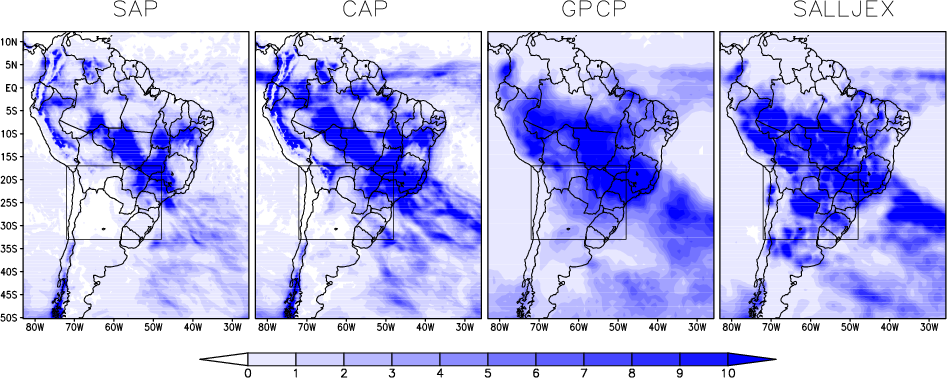 SAP CAP GPCP SALLJEX
10N
5N
EQ
5S
10S
15S
20S
25S
30S
35S
40S
45S
50S
80W 70W 60W 50W 40W 30W 80W 70W 60W 50W 40W 30W 80W 70W 60W 50W 40W 30W 80W 70W 60W 50W 40W 30W
0 1 2 3 4 5 6 7 8 9 10